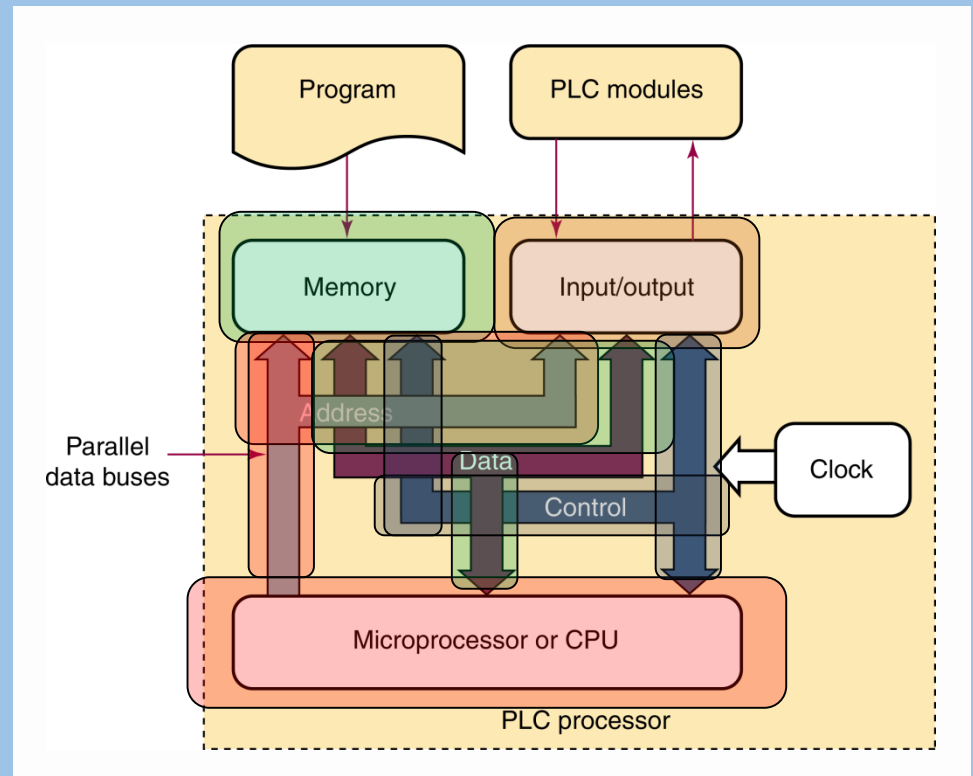 Program
PLC modules
Memory
Input/output
Address
Parallel
data buses
Data
Clock
Control
Microprocessor or CPU
PLC processor